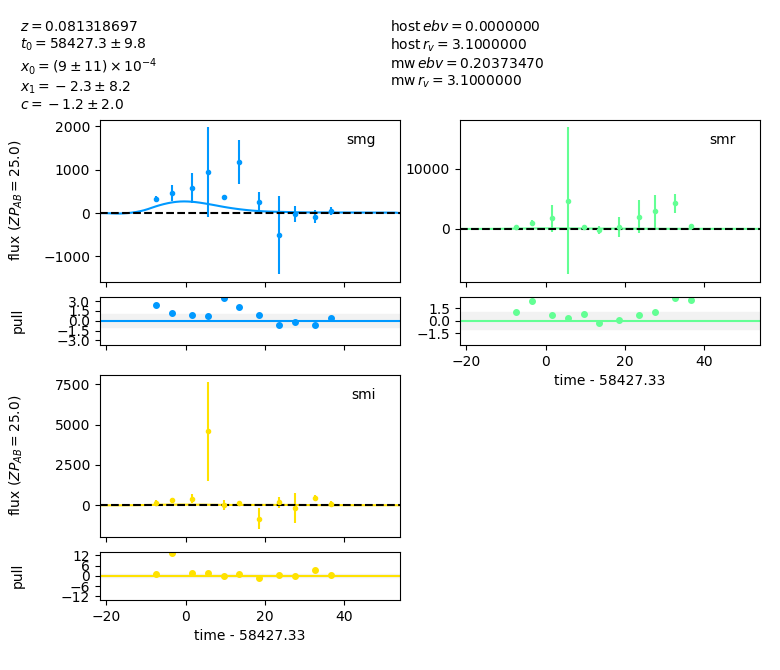 z = 0.081318697
t₀ = 58427.3 ± 9.8
x₀ = (9 ± 11) × 10⁻⁴
x₁ = −2.3 ± 8.2
c = −1.2 ± 2.0
host ebv = 0.0000000
host r_v = 3.1000000
mw ebv = 0.20373470
mw r_v = 3.1000000
smg
flux (ZP_AB = 25.0)
2000
1000
0
−1000
smr
10000
0
pull
3.0
1.5
0.0
−1.5
−3.0
1.5
0.0
−1.5
−20
0
20
40
time - 58427.33
smi
flux (ZP_AB = 25.0)
7500
5000
2500
0
pull
12
6
0
−6
−12
−20
0
20
40
time - 58427.33